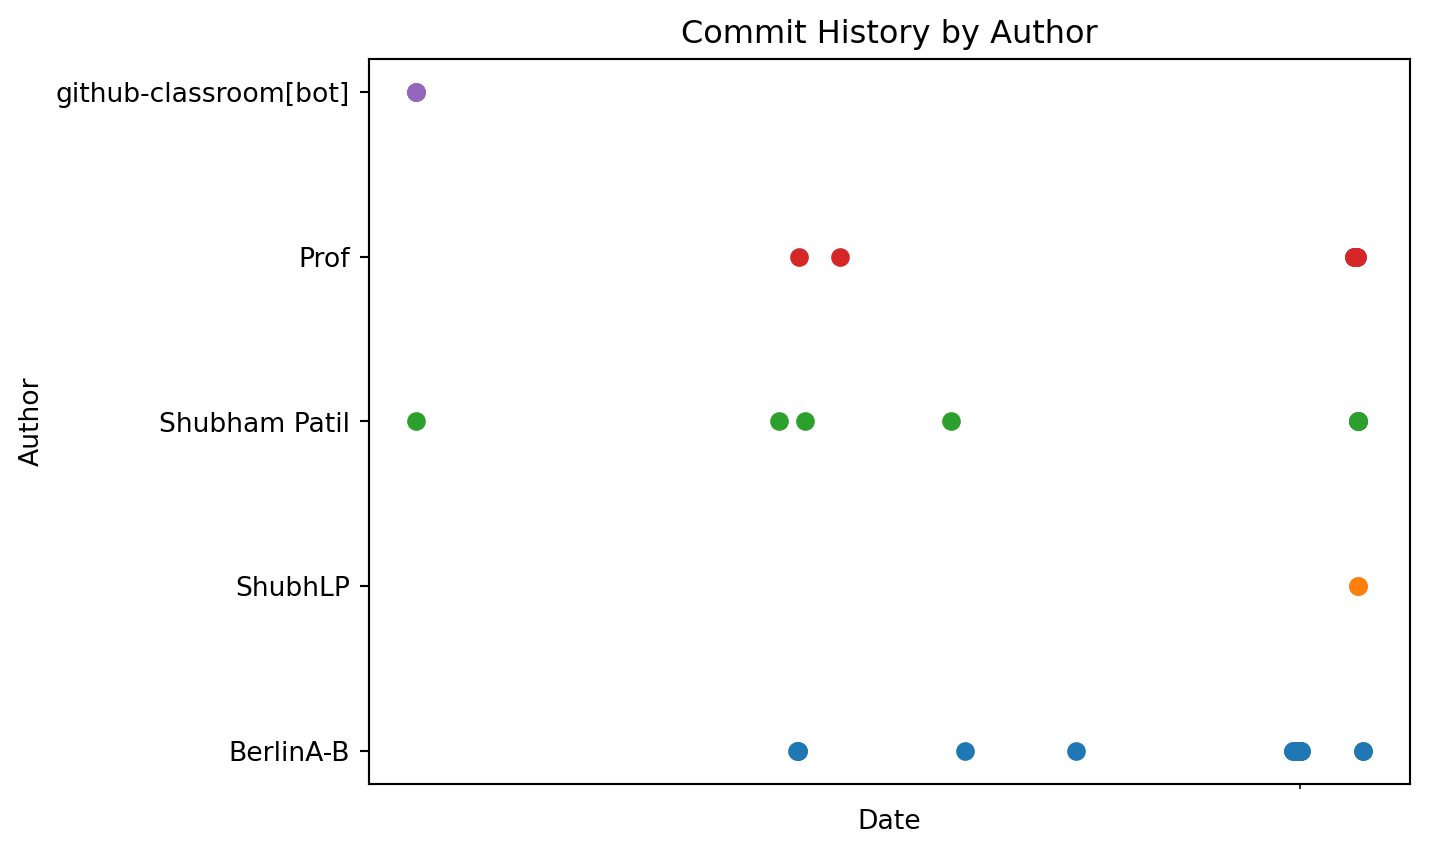 Commit History by Author
github-classroom[bot]
Prof
Shubham Patil
ShubhLP
BerlinA-B
Author
Date